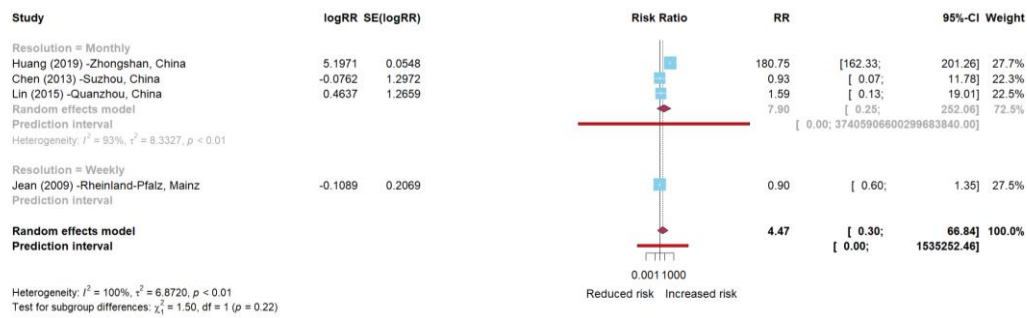 Study logRR SE(logRR) Risk Ratio RR 95%-CI Weight
Resolution = Monthly
Huang (2019) -Zhongshan, China 5.1971 0.0548 180.75 [162.33; 201.26] 27.7%
Chen (2013) -Suzhou, China -0.0762 1.2972 0.93 [ 0.07; 11.78] 22.3%
Lin (2015) -Quanzhou, China 0.4637 1.2659 1.59 [ 0.13; 19.01] 22.5%
Random effects model 7.90 [ 0.25; 252.06] 72.5%
Prediction interval [ 0.00; 37405906600299683840.00]
Heterogeneity: I² = 93%, τ² = 8.3327, p < 0.01
Resolution = Weekly
Jean (2009) -Rheinland-Pfalz, Mainz -0.1089 0.2069 0.90 [ 0.60; 1.35] 27.5%
Prediction interval
Random effects model 4.47 [ 0.30; 66.84] 100.0%
Prediction interval [ 0.00; 1535252.46]
0.001 1 1000
Heterogeneity: I² = 100%, τ² = 6.8720, p < 0.01 Reduced risk Increased risk
Test for subgroup differences: χ²₁ = 1.50, df = 1 (p = 0.22)